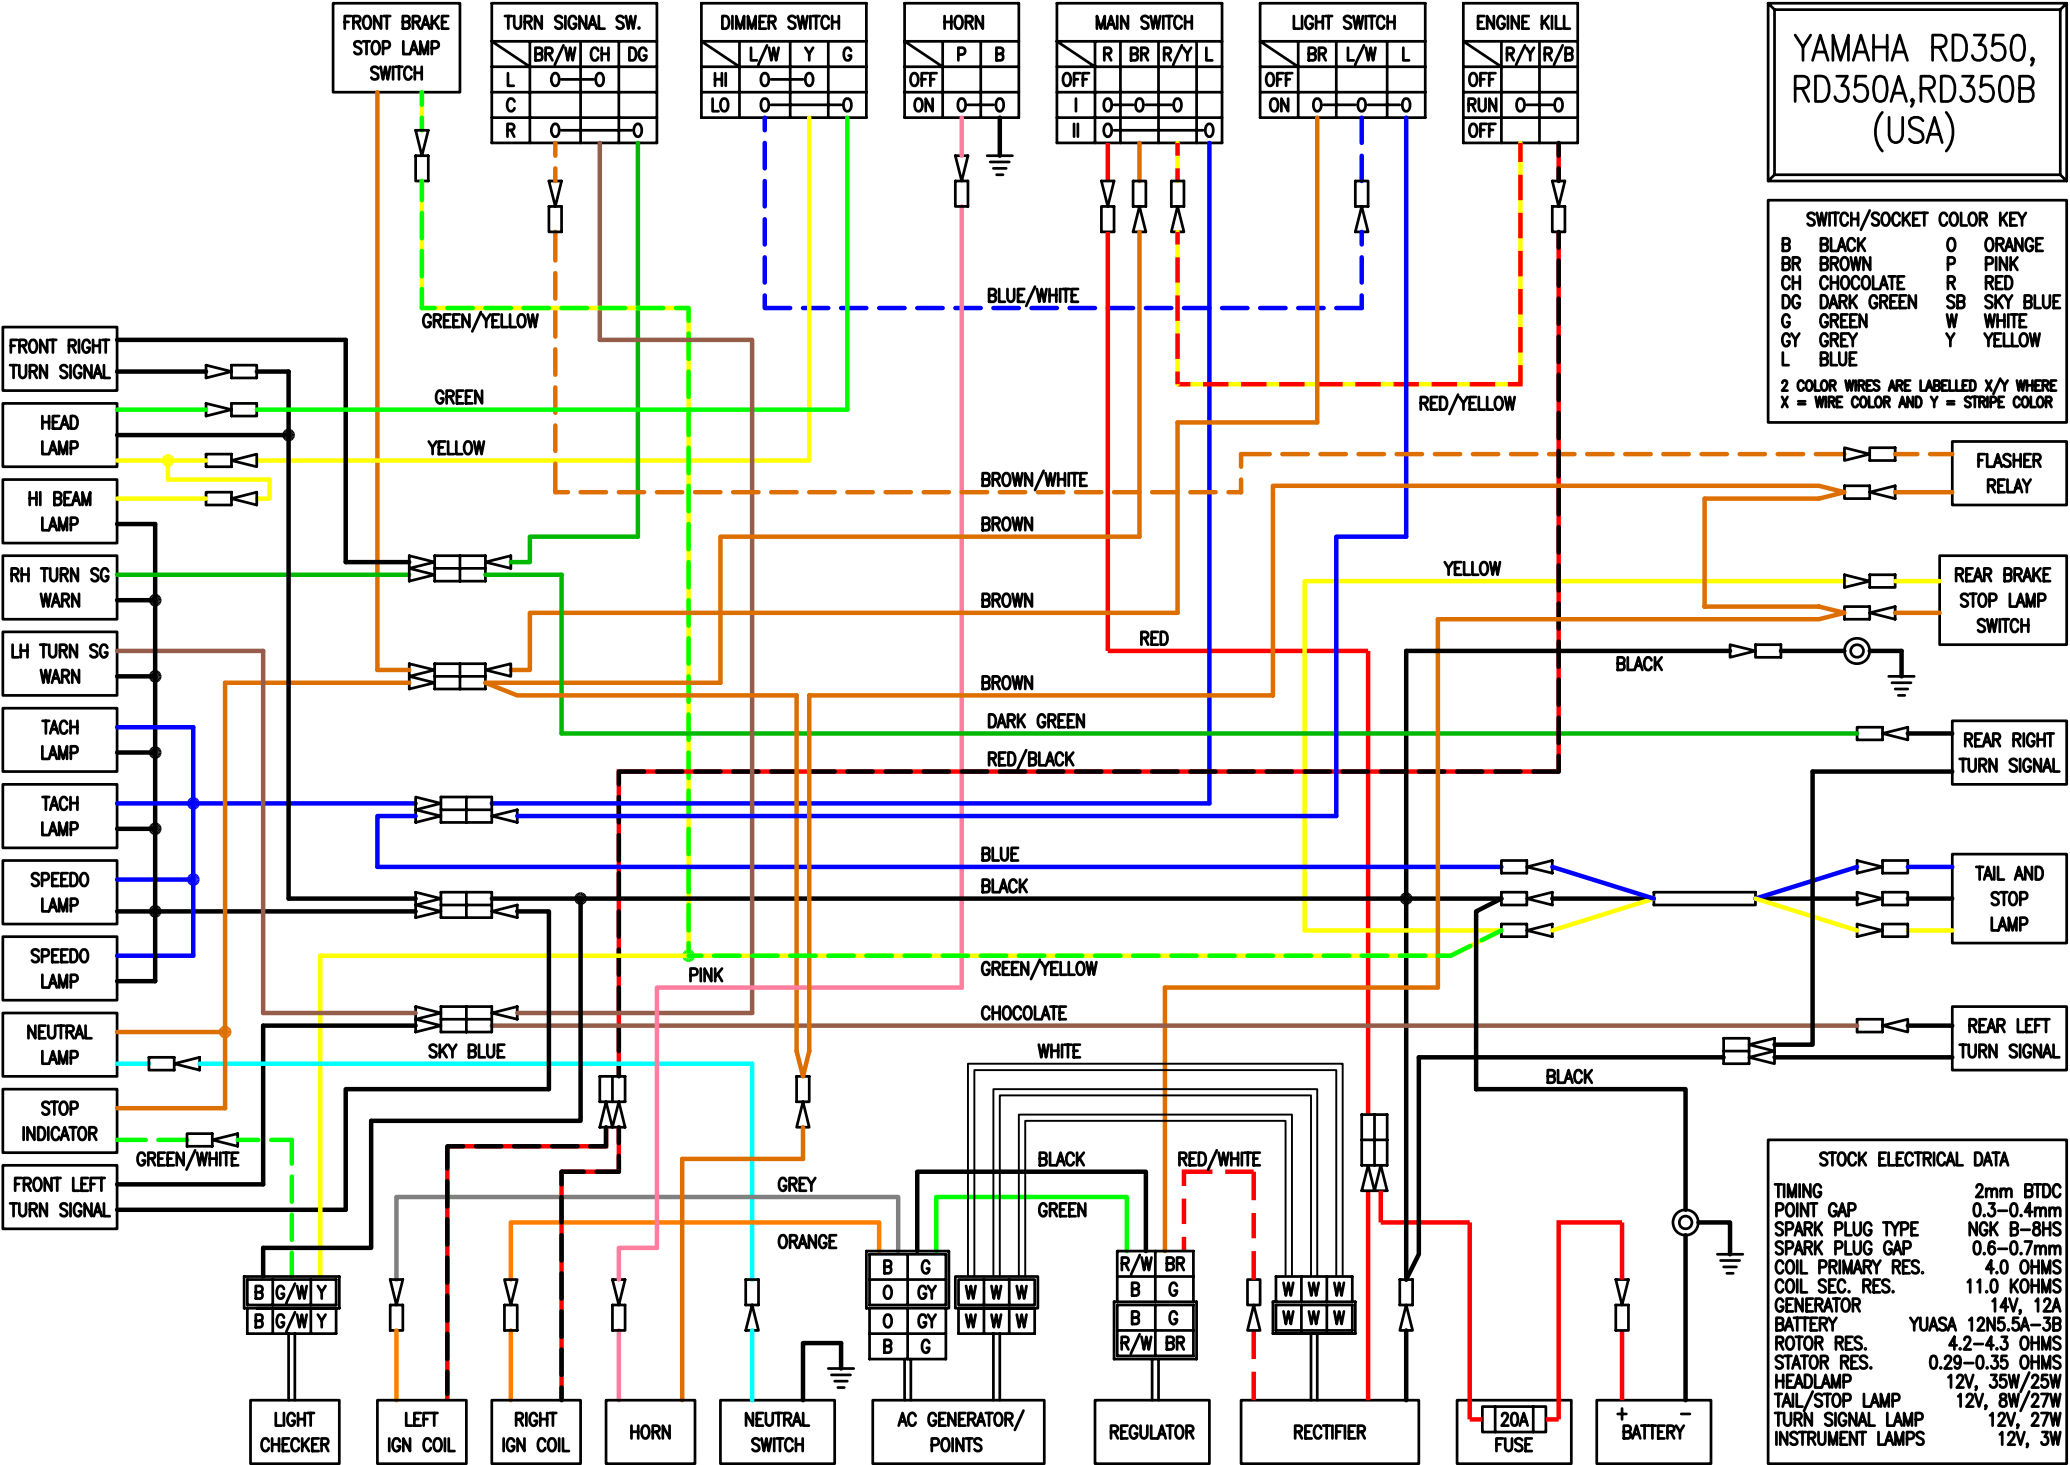 FRONT BRAKE
STOP LAMP
SWITCH
TURN SIGNAL SW.
BR/W CH DG
L
C
R
DIMMER SWITCH
L/W Y G
HI
LO
HORN
P B
OFF
ON
MAIN SWITCH
R BR R/Y L
OFF
I
II
LIGHT SWITCH
BR L/W L
OFF
ON
ENGINE KILL
R/Y R/B
OFF
RUN
OFF
YAMAHA RD350,
RD350A,RD350B
(USA)
SWITCH/SOCKET COLOR KEY
B BLACK O ORANGE
BR BROWN P PINK
CH CHOCOLATE R RED
DG DARK GREEN SB SKY BLUE
G GREEN W WHITE
GY GREY Y YELLOW
L BLUE
2 COLOR WIRES ARE LABELLED X/Y WHERE
X = WIRE COLOR AND Y = STRIPE COLOR
BLUE/WHITE
GREEN/YELLOW
FRONT RIGHT
TURN SIGNAL
GREEN
RED/YELLOW
HEAD
LAMP
YELLOW
BROWN/WHITE
FLASHER
RELAY
HI BEAM
LAMP
BROWN
RH TURN SG
WARN
YELLOW
REAR BRAKE
STOP LAMP
SWITCH
BROWN
LH TURN SG
WARN
RED
BLACK
BROWN
TACH
LAMP
DARK GREEN
REAR RIGHT
TURN SIGNAL
RED/BLACK
TACH
LAMP
BLUE
SPEEDO
LAMP
BLACK
TAIL AND
STOP
LAMP
SPEEDO
LAMP
PINK
GREEN/YELLOW
CHOCOLATE
NEUTRAL
LAMP
SKY BLUE
WHITE
REAR LEFT
TURN SIGNAL
BLACK
STOP
INDICATOR
GREEN/WHITE
FRONT LEFT
TURN SIGNAL
BLACK
RED/WHITE
GREY
GREEN
ORANGE
B G/W Y
B G/W Y
B G
O GY
O GY
B G
W W W
W W W
R/W BR
B G
B G
R/W BR
W W W
W W W
LIGHT
CHECKER
LEFT
IGN COIL
RIGHT
IGN COIL
HORN
NEUTRAL
SWITCH
AC GENERATOR/
POINTS
REGULATOR
RECTIFIER
20A
FUSE
+ −
BATTERY
STOCK ELECTRICAL DATA
TIMING 2mm BTDC
POINT GAP 0.3−0.4mm
SPARK PLUG TYPE NGK B−8HS
SPARK PLUG GAP 0.6−0.7mm
COIL PRIMARY RES. 4.0 OHMS
COIL SEC. RES. 11.0 KOHMS
GENERATOR 14V, 12A
BATTERY YUASA 12N5.5A−3B
ROTOR RES. 4.2−4.3 OHMS
STATOR RES. 0.29−0.35 OHMS
HEADLAMP 12V, 35W/25W
TAIL/STOP LAMP 12V, 8W/27W
TURN SIGNAL LAMP 12V, 27W
INSTRUMENT LAMPS 12V, 3W